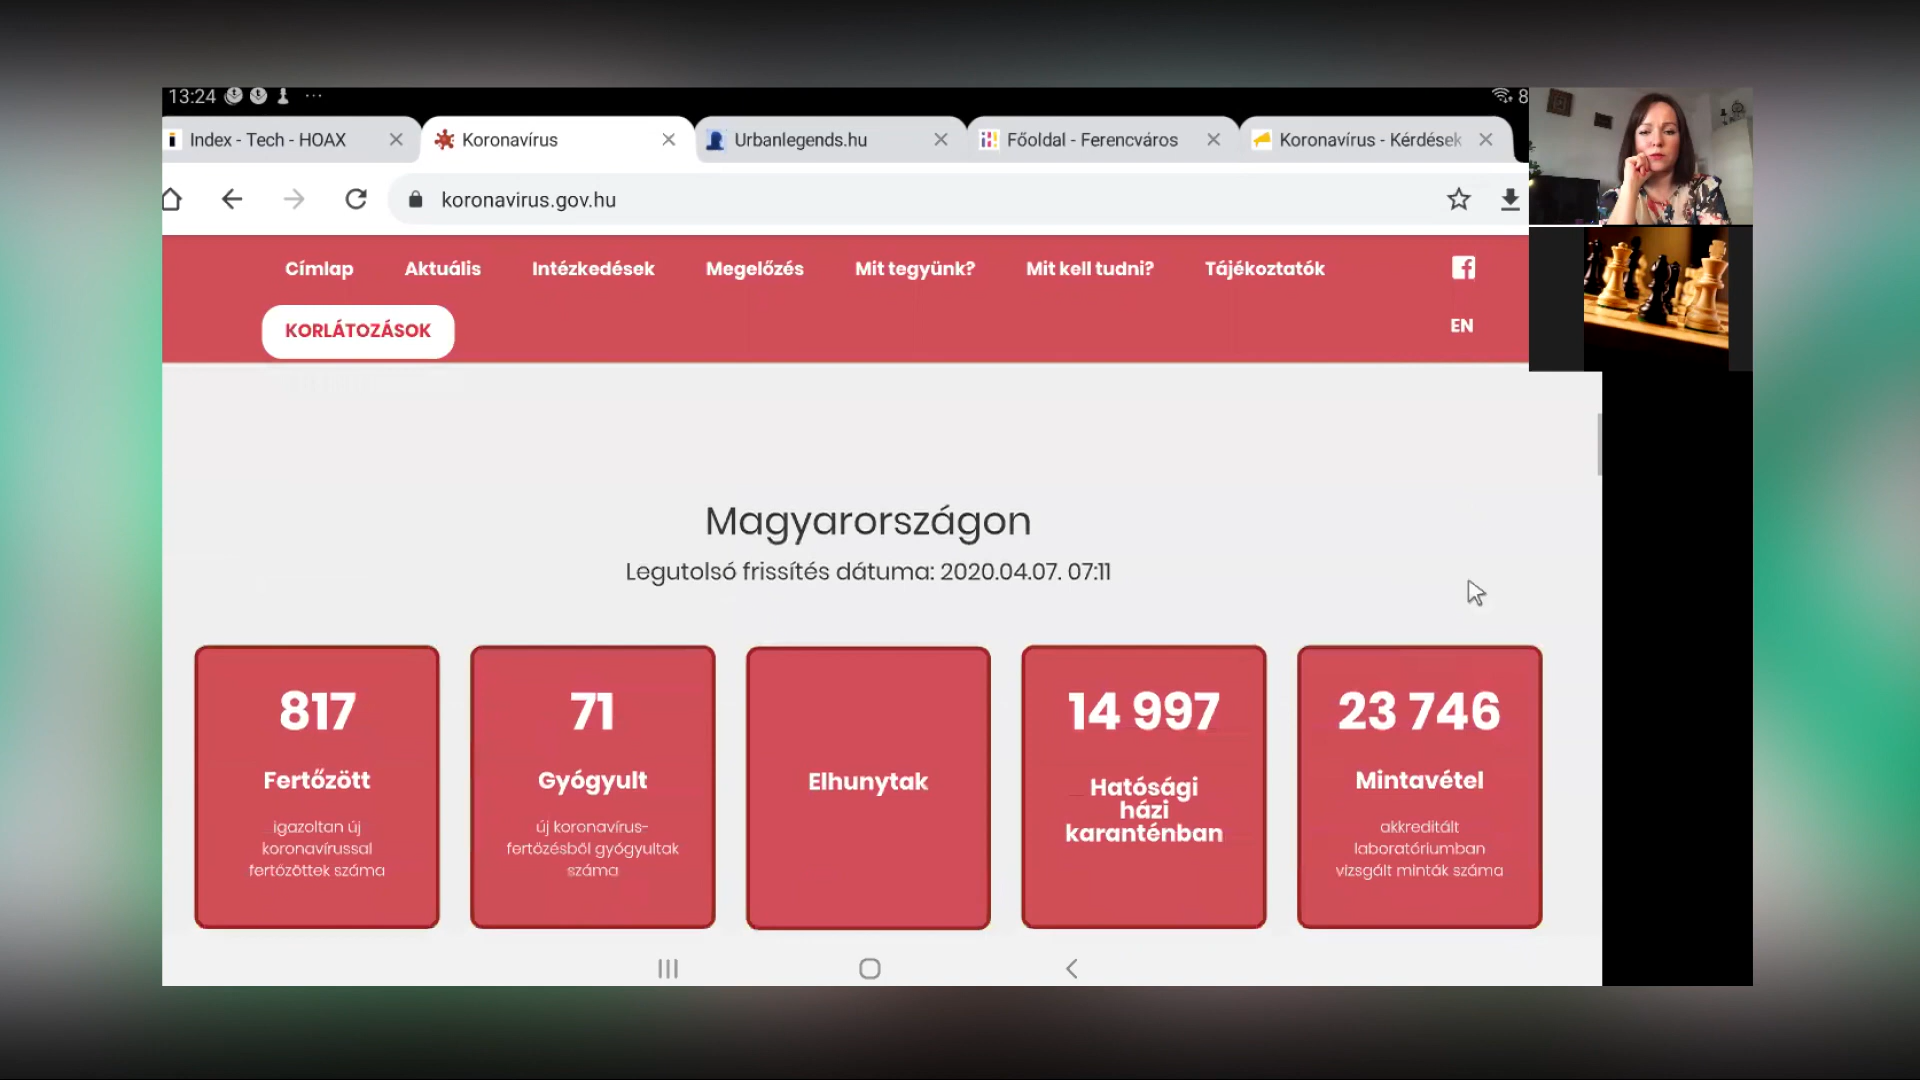 13:24
8
Index - Tech - HOAX
Koronavírus
Urbanlegends.hu
Főoldal - Ferencváros
Koronavírus - Kérdések
koronavirus.gov.hu
Címlap Aktuális Intézkedések Megelőzés Mit tegyünk? Mit kell tudni? Tájékoztatók
KORLÁTOZÁSOK
EN
Magyarországon
Legutolsó frissítés dátuma: 2020.04.07. 07:11
817
Fertőzött
igazoltan új
koronavírussal
fertőzöttek száma
71
Gyógyult
új koronavírus-
fertőzésből gyógyultak
száma
Elhunytak
14 997
Hatósági
házi
karanténban
23 746
Mintavétel
akkreditált
laboratóriumban
vizsgált minták száma